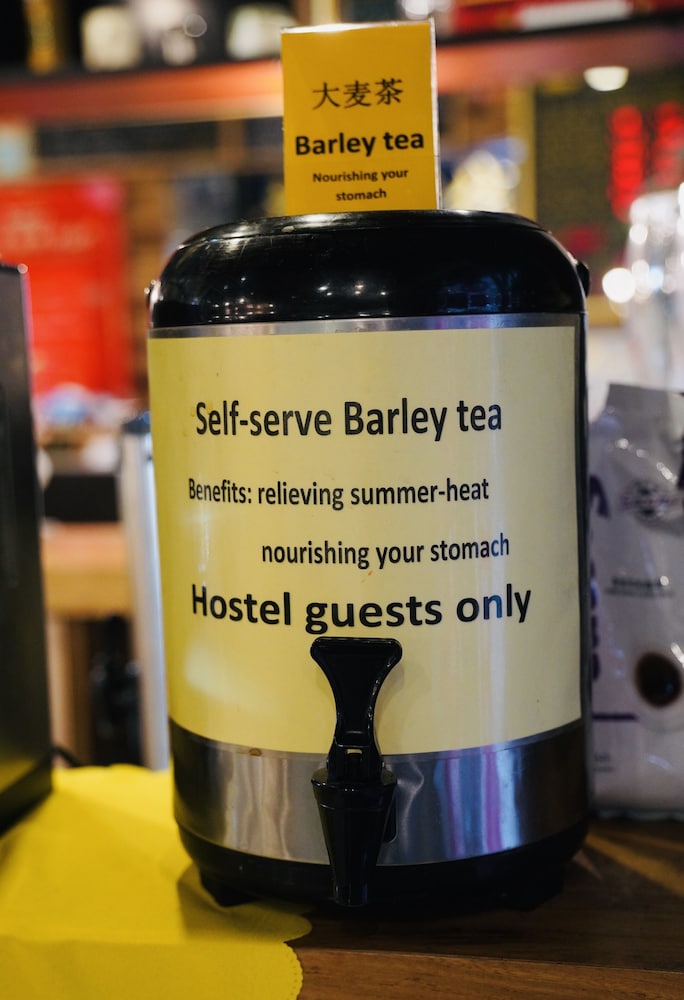 大麦茶
Barley tea
Nourishing your
stomach
Self-serve Barley tea
Benefits: relieving summer-heat
nourishing your stomach
Hostel guests only